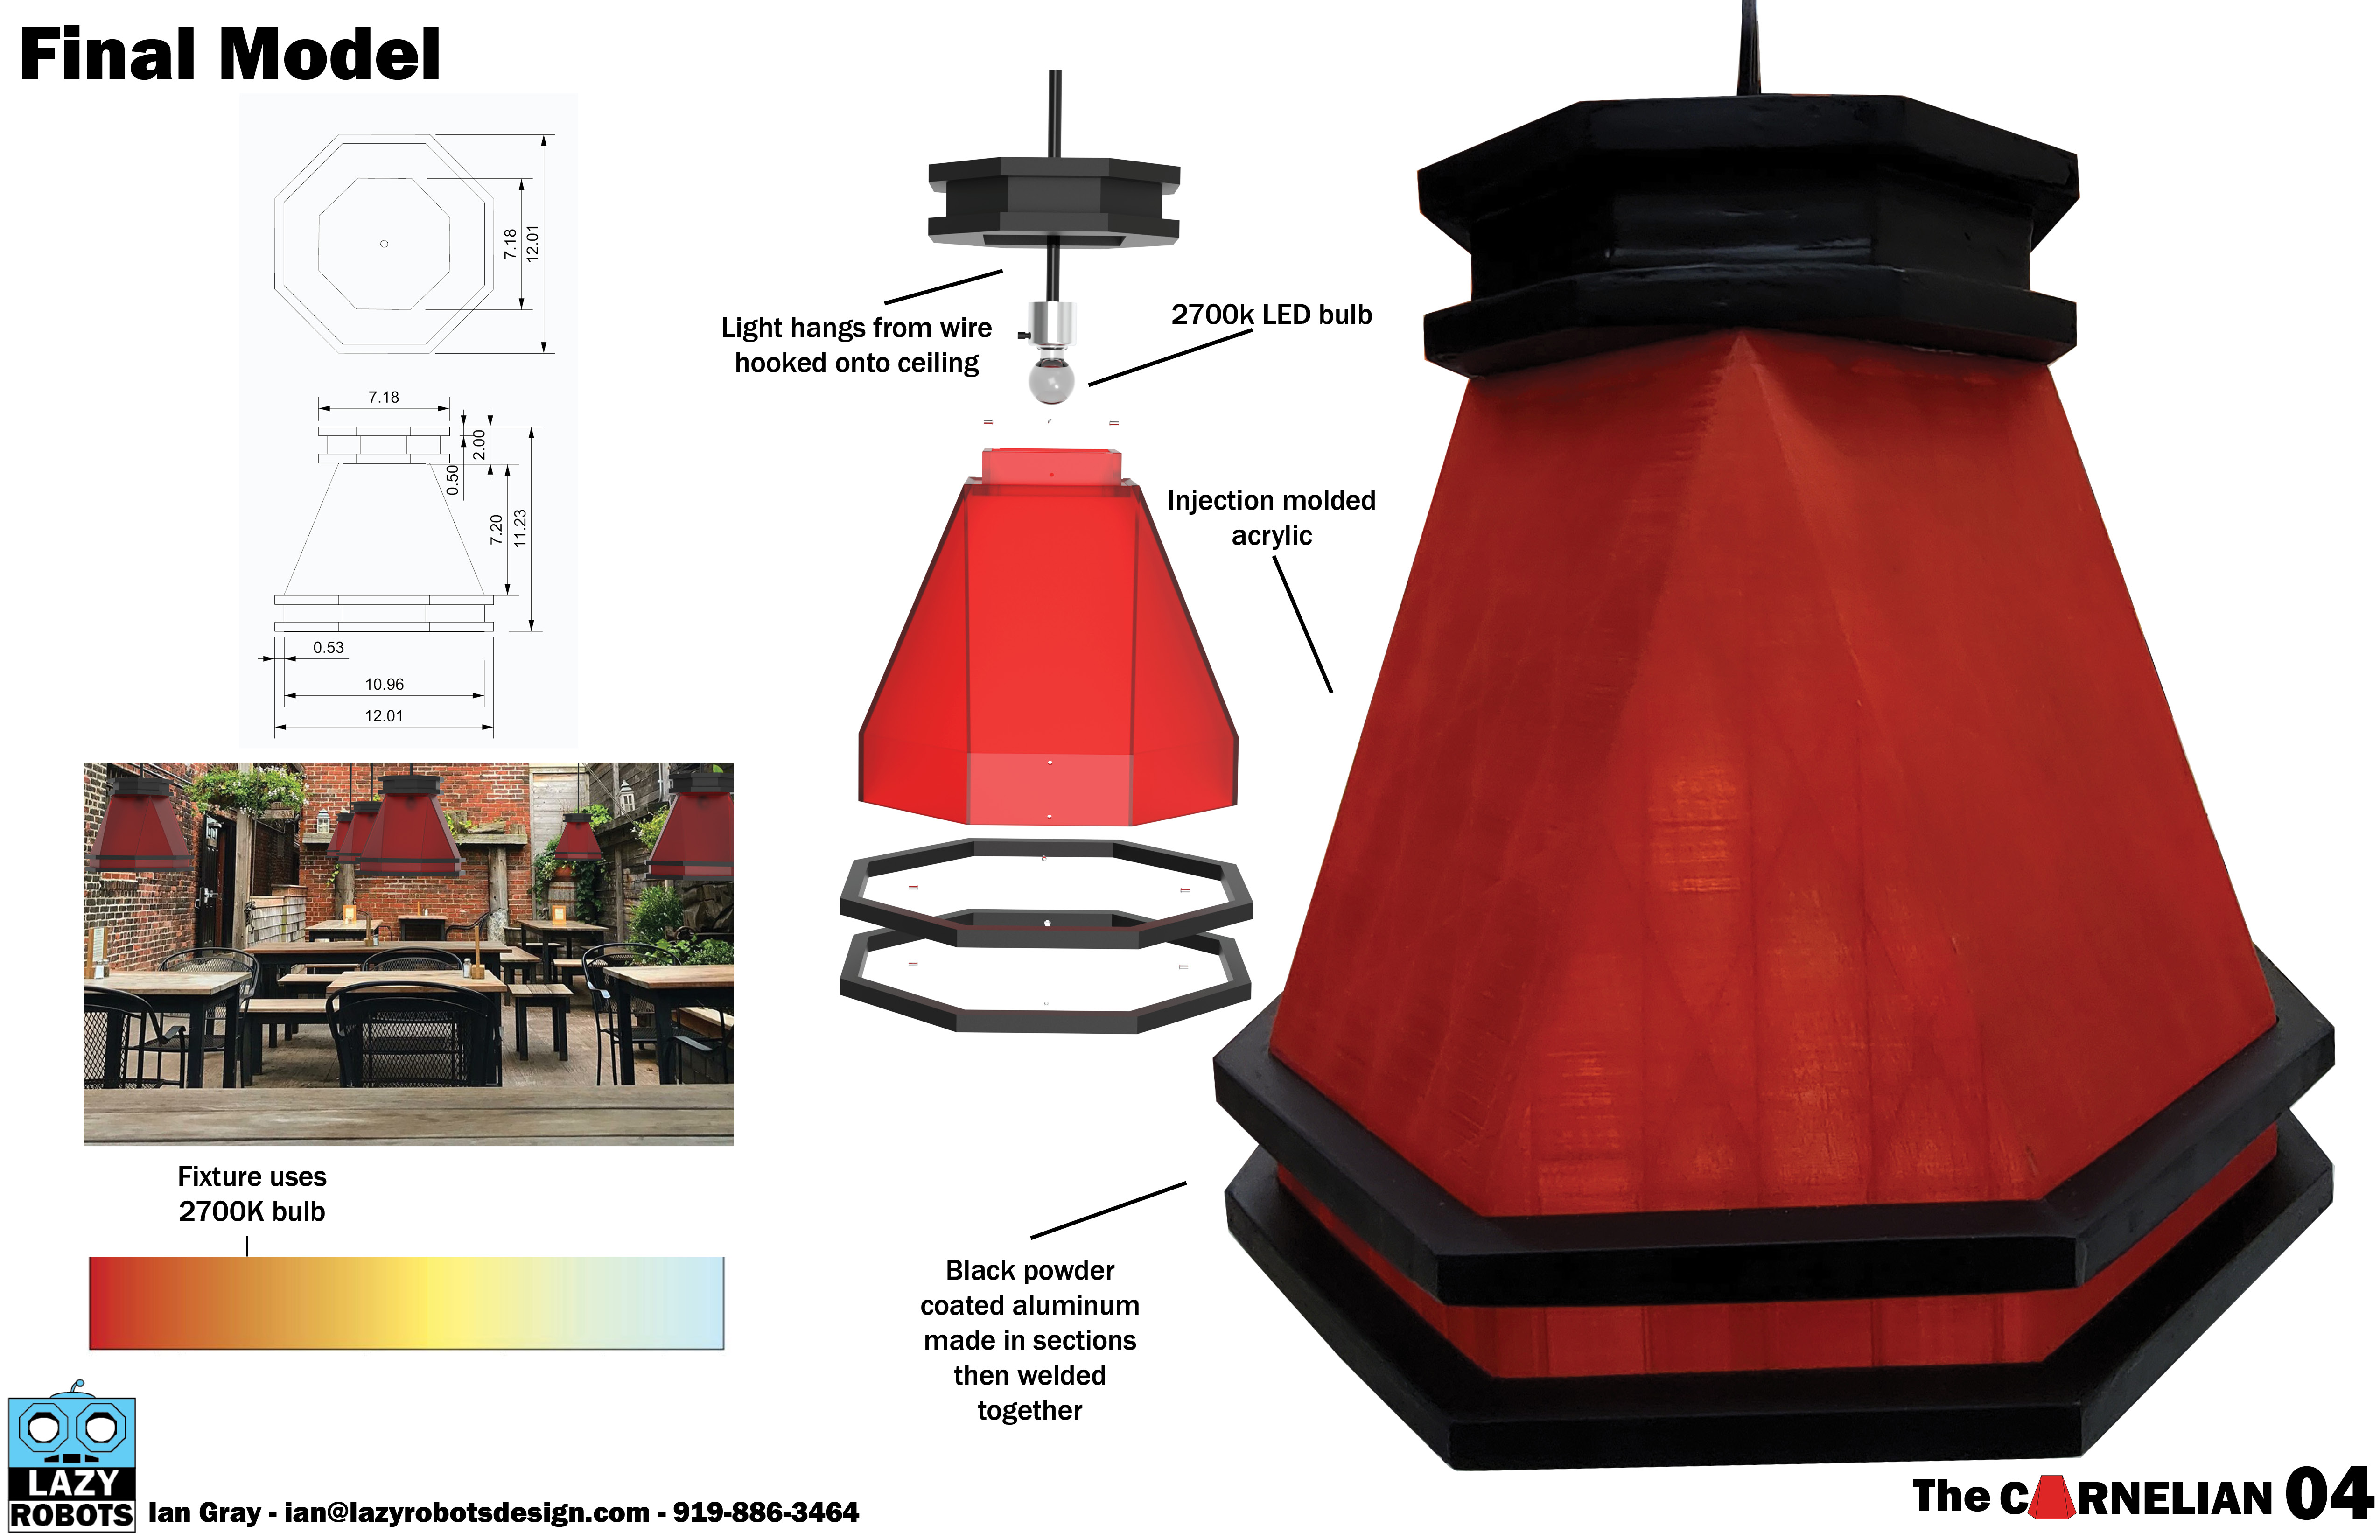 Final Model
7.18
12.01
7.18
2.00
0.50
7.20
11.23
0.53
10.96
12.01
Light hangs from wire
hooked onto ceiling
2700k LED bulb
Injection molded
acrylic
Black powder
coated aluminum
made in sections
then welded
together
Fixture uses
2700K bulb
LAZY
ROBOTS
Ian Gray - ian@lazyrobotsdesign.com - 919-886-3464
The CARNELIAN 04